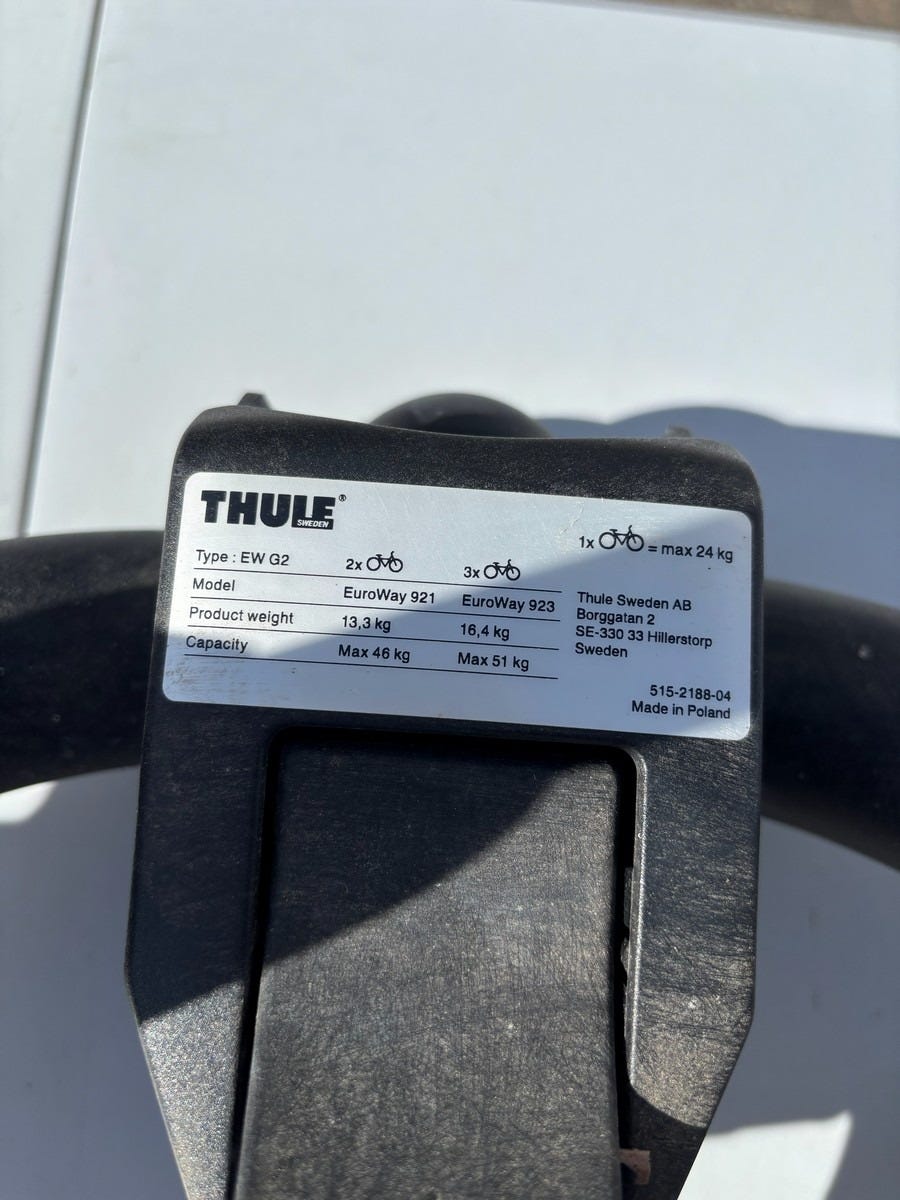 THULE®
SWEDEN
1x = max 24 kg
Type : EW G2 2x 3x
Model EuroWay 921 EuroWay 923
Product weight 13,3 kg 16,4 kg
Capacity Max 46 kg Max 51 kg
Thule Sweden AB
Borggatan 2
SE-330 33 Hillerstorp
Sweden
515-2188-04
Made in Poland